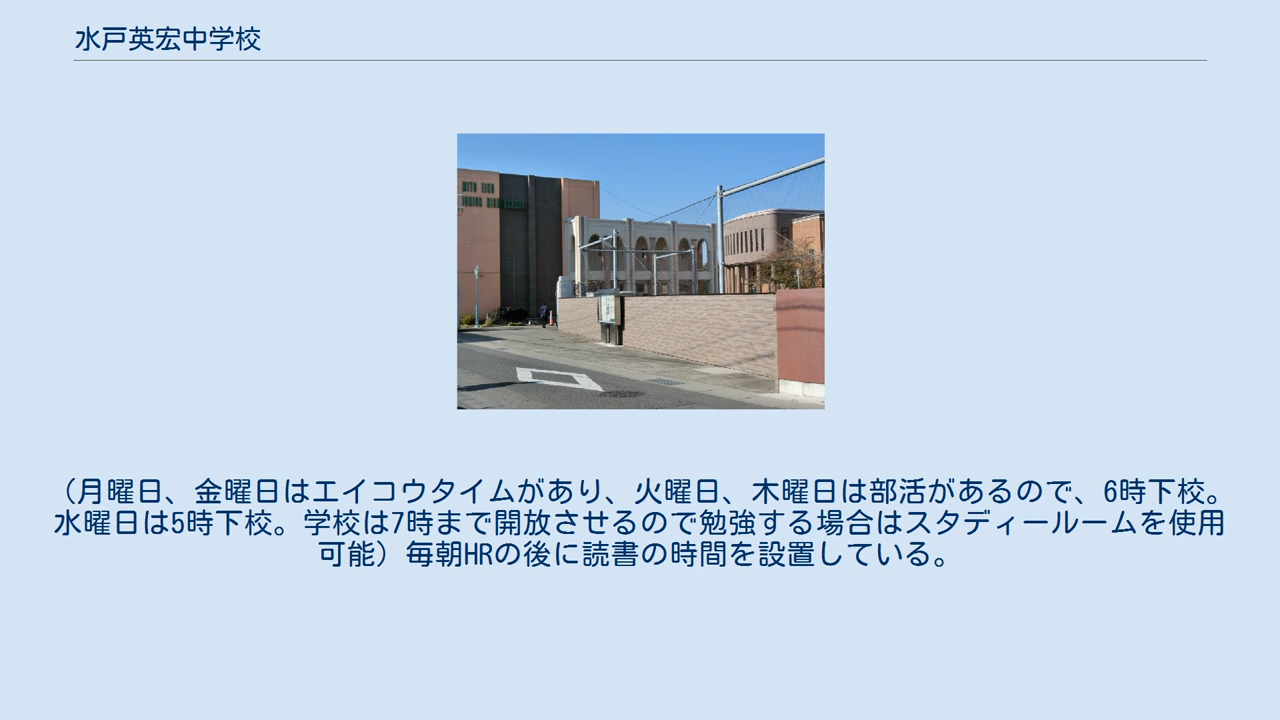 水戸英宏中学校
MITO EIKO
JUNIOR HIGH SCHOOL
（月曜日、金曜日はエイコウタイムがあり、火曜日、木曜日は部活があるので、6時下校。
水曜日は5時下校。学校は7時まで開放させるので勉強する場合はスタディールームを使用
可能）毎朝HRの後に読書の時間を設置している。